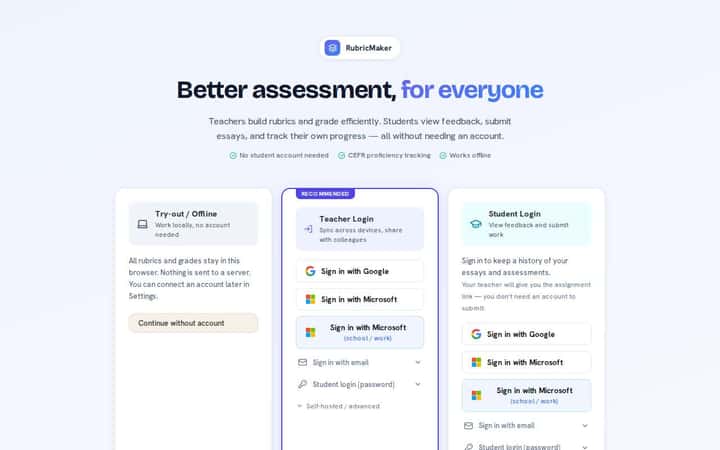 RubricMaker
Better assessment, for everyone
Teachers build rubrics and grade efficiently. Students view feedback, submit
essays, and track their own progress — all without needing an account.
No student account needed
CEFR proficiency tracking
Works offline
Try-out / Offline
Work locally, no account
needed
All rubrics and grades stay in this
browser. Nothing is sent to a server.
You can connect an account later in
Settings.
Continue without account
RECOMMENDED
Teacher Login
Sync across devices, share
with colleagues
Sign in with Google
Sign in with Microsoft
Sign in with Microsoft
(school / work)
Sign in with email
Student login (password)
Self-hosted / advanced
Student Login
View feedback and submit
work
Sign in to keep a history of your
essays and assessments.
Your teacher will give you the assignment
link — you don't need an account to
submit.
Sign in with Google
Sign in with Microsoft
Sign in with Microsoft
(school / work)
Sign in with email
Student login (password)